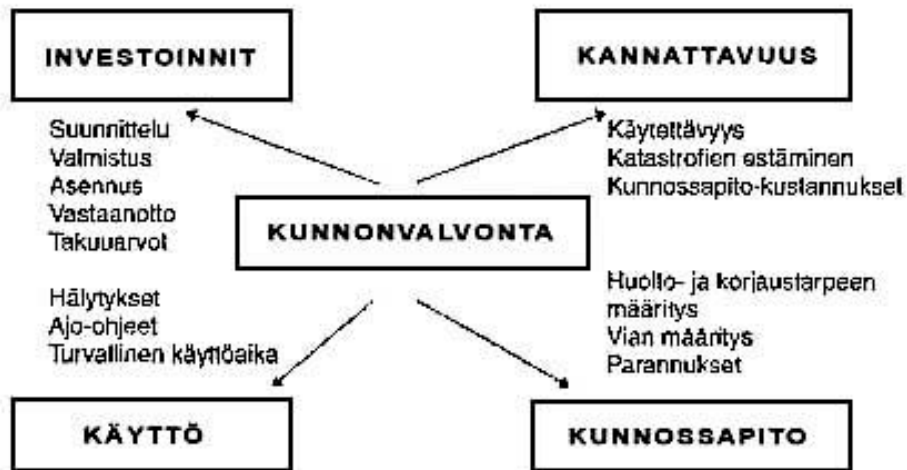 INVESTOINNIT
Suunnittelu
Valmistus
Asennus
Vastaanotto
Takuuarvot
KANNATTAVUUS
Käytettävyys
Katastrofien estäminen
Kunnossapito-kustannukset
KUNNONVALVONTA
Hälytykset
Ajo-ohjeet
Turvallinen käyttöaika
KÄYTTÖ
Huolto- ja korjaustarpeen
määritys
Vian määritys
Parannukset
KUNNOSSAPITO